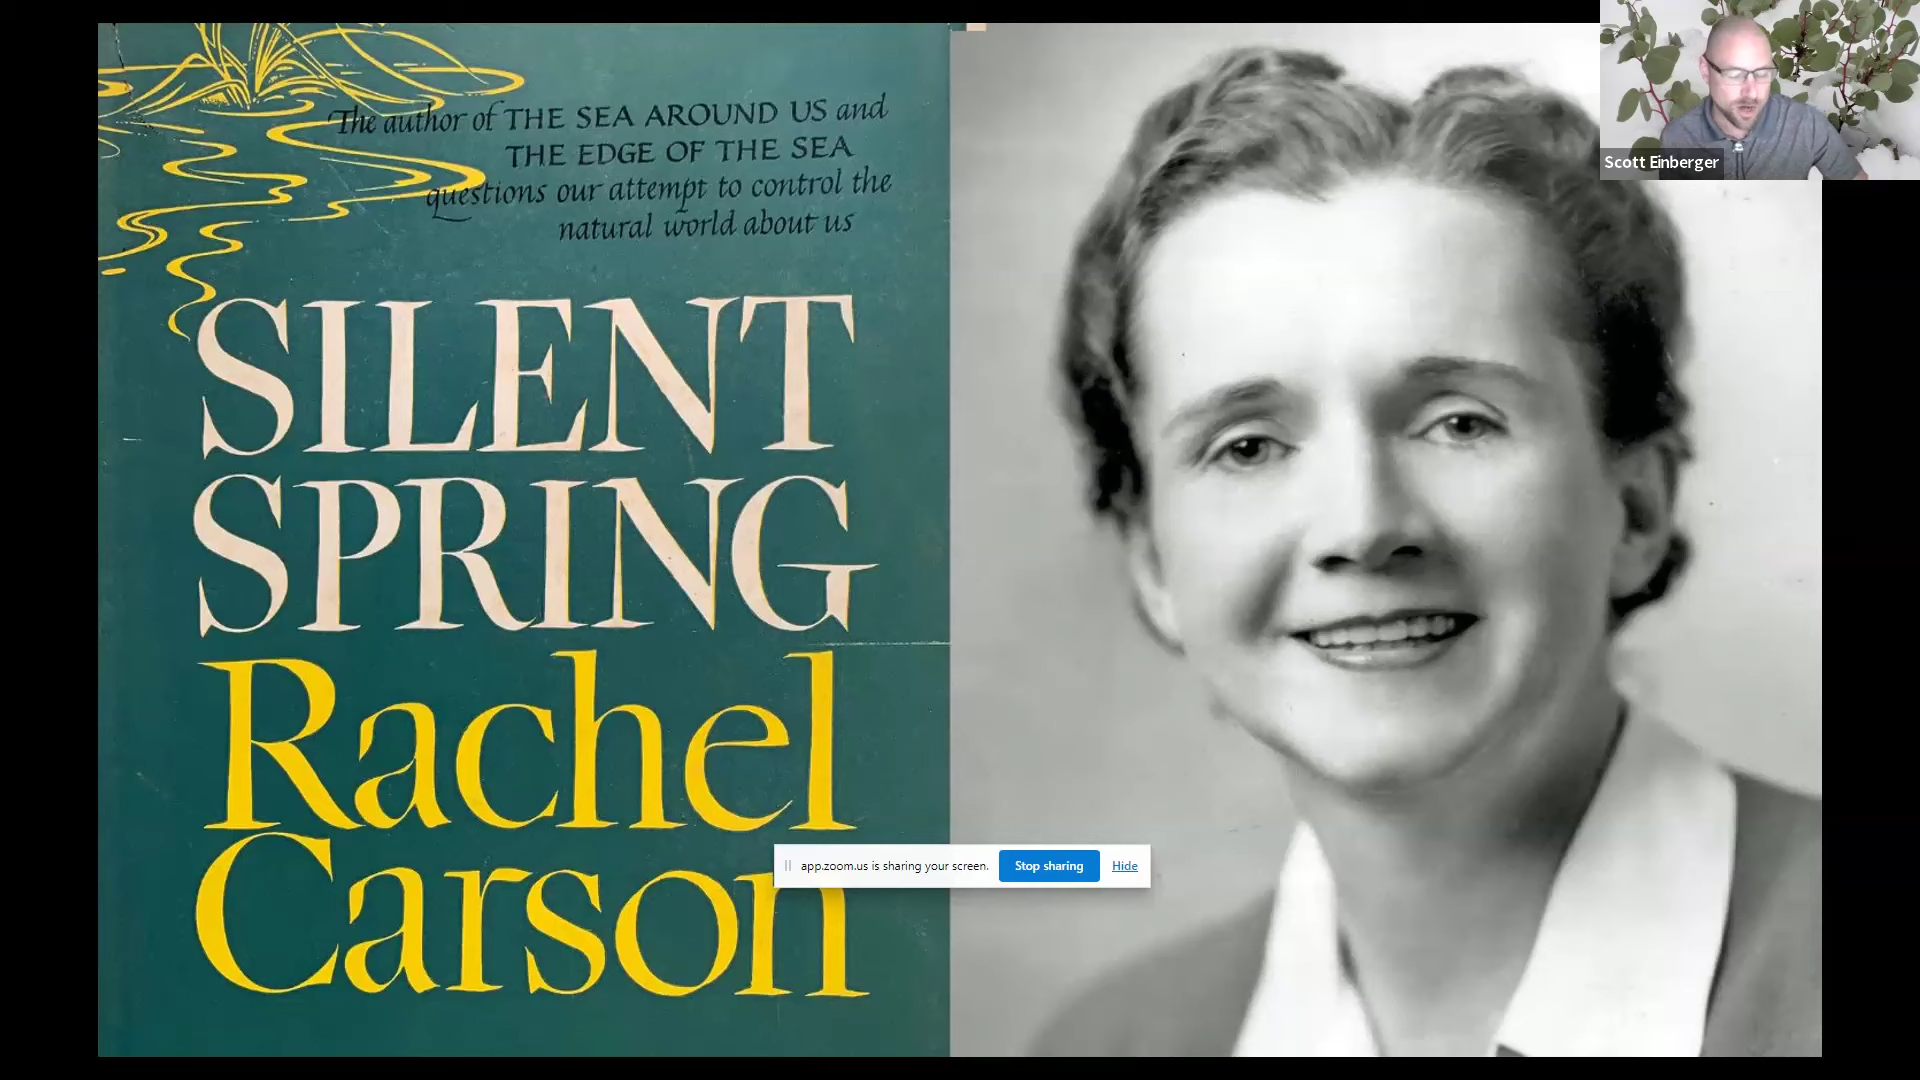 The author of THE SEA AROUND US and
THE EDGE OF THE SEA
questions our attempt to control the
natural world about us
SILENT
SPRING
Rachel
Carson
Scott Einberger
app.zoom.us is sharing your screen.
Stop sharing
Hide